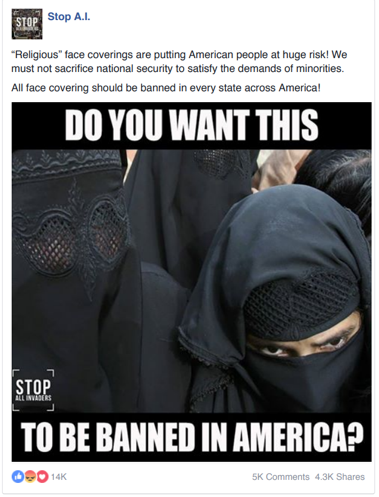 STOP
Stop A.I.
“Religious” face coverings are putting American people at huge risk! We
must not sacrifice national security to satisfy the demands of minorities.
All face covering should be banned in every state across America!
DO YOU WANT THIS
STOP
ALL INVADERS
TO BE BANNED IN AMERICA?
14K
5K Comments 4.3K Shares